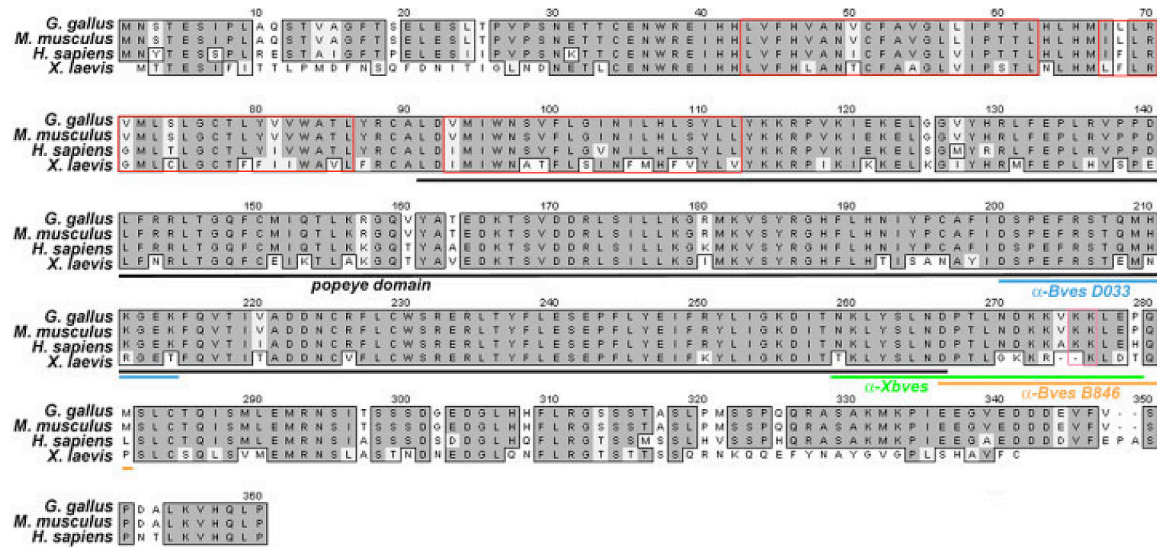 10 20 30 40 50 60 70
G. gallus M N S T E S I P L A Q S T V A G F T S E L E S L T P V P S N E T T C E N W R E I H H L V F H V A N V C F A V G L L I P T T L H L H M I L L R
M. musculus M N S T E S I P L A Q S T V A G F T S E L E S L T P V P S N E T T C E N W R E I H H L V F H V A N V C F A V G L L I P T T L H L H M I L L R
H. sapiens M N Y T E S S P L R E S T A I G F T P E L E S I I P V P S N K T T C E N W R E I H H L V F H V A N I C F A V G L V I P T T L H L H M I F L R
X. laevis M T T E S I F I T T L P M D F N S Q F D N I T I G L N D N E T L C E N W R E I H H L V F H L A N T C F A A G L V I P S T L N L H M L F L R
80 90 100 110 120 130 140
G. gallus V M L S L G C T L Y V V W A T L Y R C A L D V M I W N S V F L G I N I L H L S Y L L Y K K R P V K I E K E L G G V Y H R L F E P L R V P P D
M. musculus V M L S L G C T L Y V V W A T L Y R C A L D V M I W N S V F L G I N I L H L S Y L L Y K K R P V K I E K E L G G V Y H R L F E P L R V P P D
H. sapiens G M L T L G C T L Y I V W A T L Y R C A L D I M I W N S V F L G V N I L H L S Y L L Y K K R P V K I E K E L S G M Y R R L F E P L R V P P D
X. laevis G M L C L G C T F F I I W A V L F R C A L D I M I W N A T F L S I N F M H F V Y L V Y K K R P I K I K K E L K G I Y H R M F E P L H Y S P E
150 160 170 180 190 200 210
G. gallus L F R R L T G Q F C M I Q T L K R G Q V Y A T E D K T S V D D R L S I L L K G R M K V S Y R G H F L H N I Y P C A F I D S P E F R S T Q M H
M. musculus L F R R L T G Q F C M I Q T L K R G Q V Y A T E D K T S V D D R L S I L L K G R M K V S Y R G H F L H N I Y P C A F I D S P E F R S T Q M H
H. sapiens L F R R L T G Q F C M I Q T L K K G Q V Y A A E D K T S V D D R L S I L L K G K M K V S Y R G H F L H N I Y P C A F I D S P E F R S T Q M H
X. laevis L F N R L T G Q F C E I K T L A K G Q T Y A V E D K T S V D D R L S I L L K G I M K V S Y R G H F L H T I S A N A Y I D S P E F R S T E M N
popeye domain
α-Bves D033
220 230 240 250 260 270 280
G. gallus K G E K F Q V T I V A D D N C R F L C W S R E R L T Y F L E S E P F L Y E I F R Y L I G K D I T N K L Y S L N D P T L N D K K V K K L E P Q
M. musculus K G E K F Q V T I V A D D N C R F L C W S R E R L T Y F L E S E P F L Y E I F R Y L I G K D I T N K L Y S L N D P T L N D K K V K K L E P Q
H. sapiens K G E K F Q V T I I A D D N C R F L C W S R E R L T Y F L E S E P F L Y E I F R Y L I G K D I T N K L Y S L N D P T L N D K K A K K L E H Q
X. laevis R G E T F Q V T I T A D D N C V F L C W S R E R L T Y F L E S E P F L Y E I F K Y L I G K D I T T K L Y S L N D P T L G K K R - - K L D T Q
α-Xbves
α-Bves B846
290 300 310 320 330 340 350
G. gallus M S L C T Q I S M L E M R N S I T S S S D G E D G L H H F L R G S S S T A S L P M S S P Q Q R A S A K M K P I E E G V E D D D E V F V - - S
M. musculus M S L C T Q I S M L E M R N S I T S S S D G E D G L H H F L R G S S S T A S L P M S S P Q Q R A S A K M K P I E E G V E D D D E V F V - - S
H. sapiens L S L C T Q I S M L E M R N S I A S S S D S D D G L H Q F L R G T S S M S S L H V S S P H Q R A S A K M K P I E E G A E D D D D V F E P A S
X. laevis P S L C S Q L S V M E M R N S L A S T N D N E D G L Q N F L R G T S T T S Q R N K Q Q E F Y N A Y G V G P L S H A V F C
360
G. gallus P D A L K V H Q L P
M. musculus P D A L K V H Q L P
H. sapiens P N T L K V H Q L P